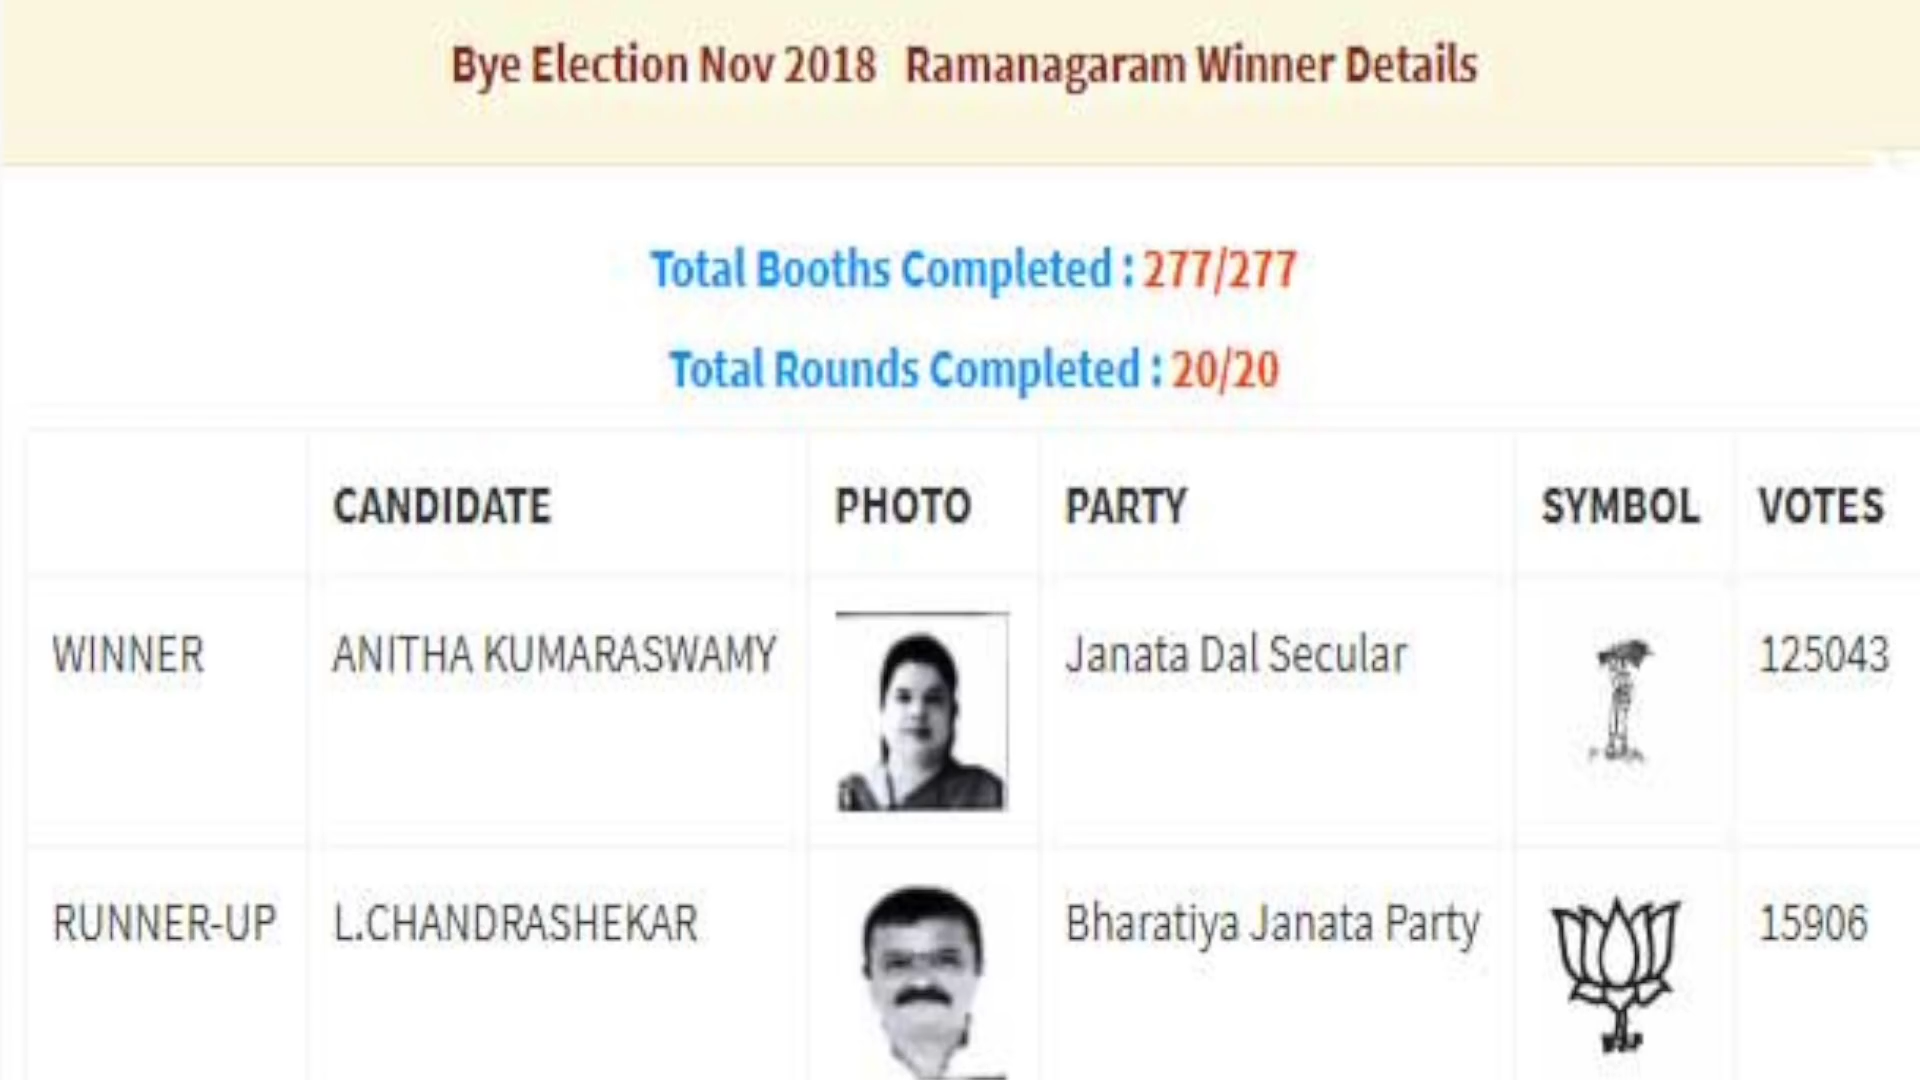 Bye Election Nov 2018 Ramanagaram Winner Details
Total Booths Completed : 277/277
Total Rounds Completed : 20/20
CANDIDATE PHOTO PARTY SYMBOL VOTES
WINNER ANITHA KUMARASWAMY Janata Dal Secular 125043
RUNNER-UP L.CHANDRASHEKAR Bharatiya Janata Party 15906